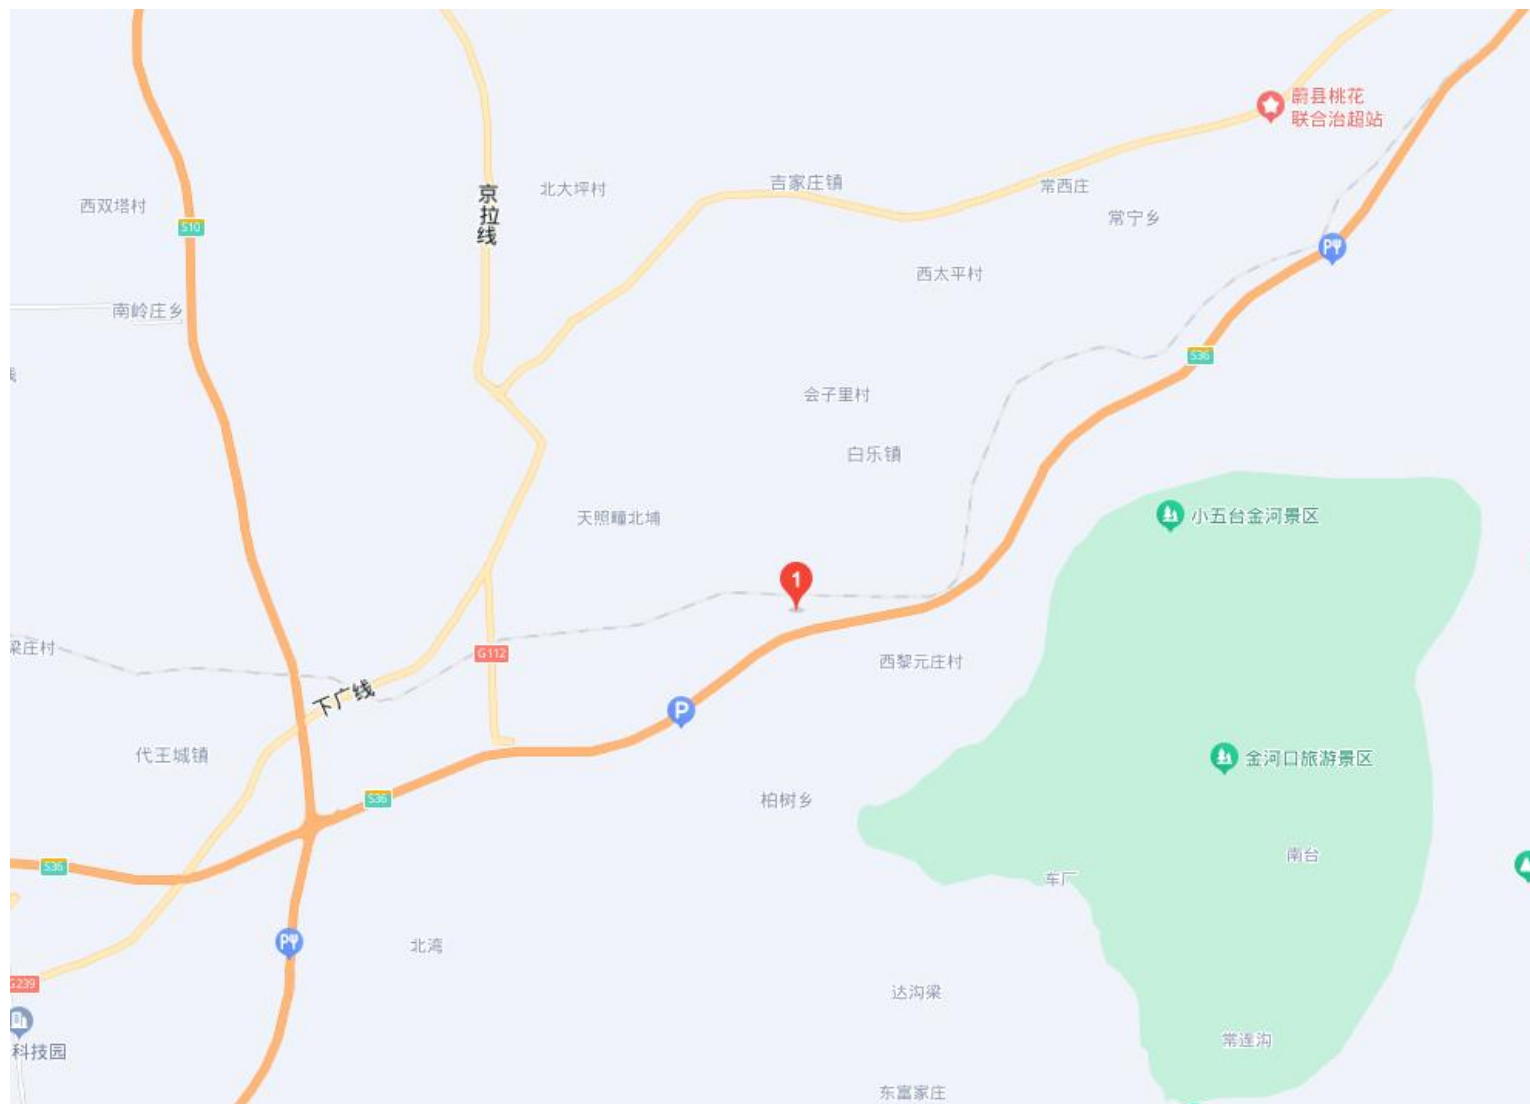 蔚县桃花
联合治超站
吉家庄镇
北大坪村
常西庄
京拉线
西双塔村
常宁乡
S10
PΨ
西太平村
南岭庄乡
S36
会子里村
白乐镇
小五台金河景区
天照疃北埔
1
梁庄村
G112
西黎元庄村
下广线
P
代王城镇
金河口旅游景区
S36
柏树乡
南台
S36
车厂
北湾
PΨ
G239
达沟梁
科技园
常连沟
东富家庄